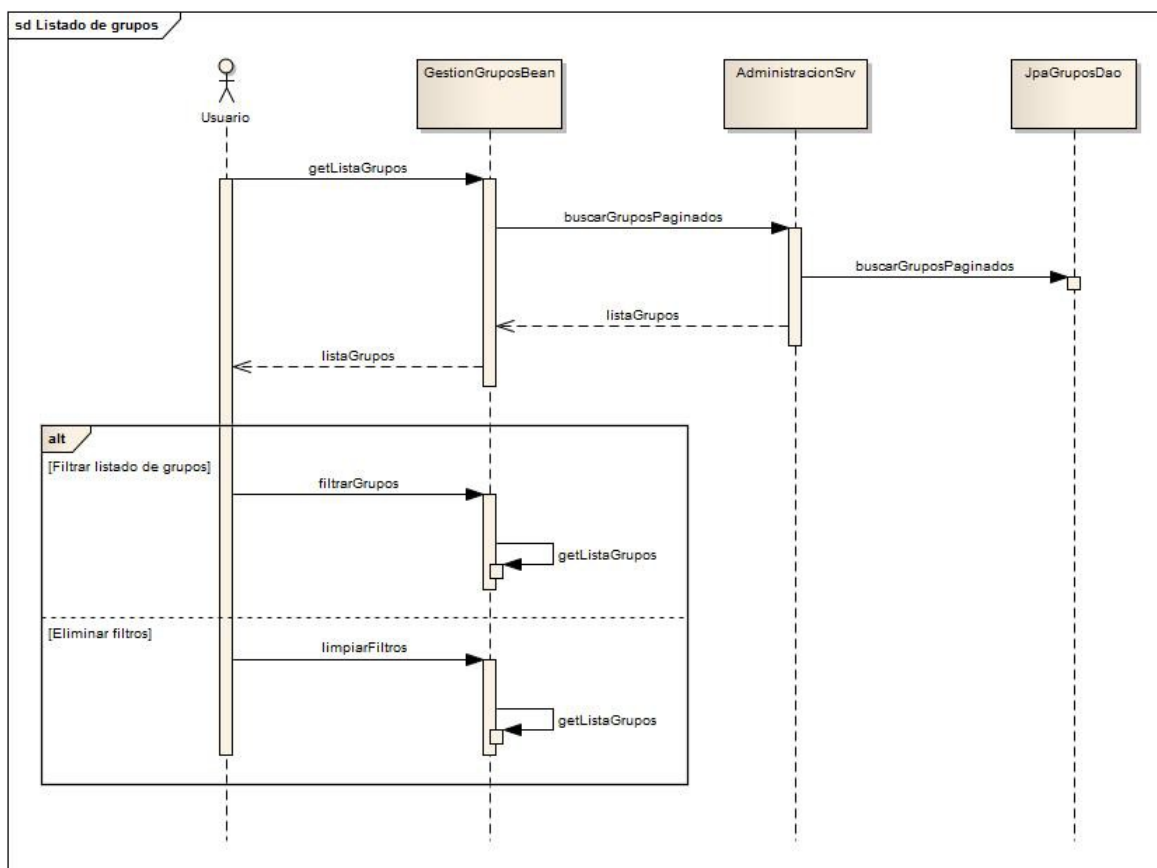 sd Listado de grupos
Usuario
GestionGruposBean
AdministracionSrv
JpaGruposDao
getListaGrupos
buscarGruposPaginados
buscarGruposPaginados
listaGrupos
listaGrupos
alt
[Filtrar listado de grupos]
filtrarGrupos
getListaGrupos
[Eliminar filtros]
limpiarFiltros
getListaGrupos